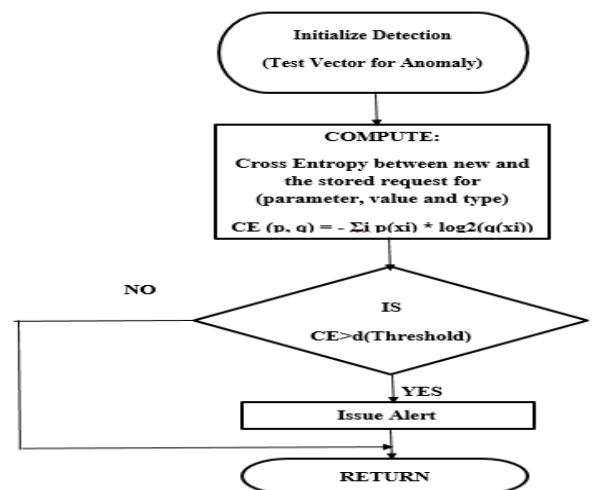 Initialize Detection
(Test Vector for Anomaly)
COMPUTE:
Cross Entropy between new and
the stored request for
(parameter, value and type)
CE (p, q) = - Σi p(xi) * log2(q(xi))
NO
IS
CE>d(Threshold)
YES
Issue Alert
RETURN